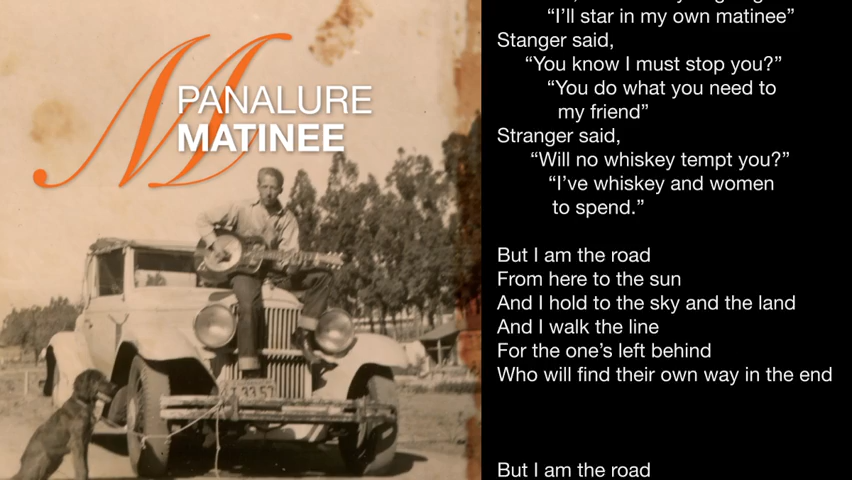 PANALURE
MATINEE
"I'll star in my own matinee"
Stanger said,
"You know I must stop you?"
"You do what you need to
my friend"
Stranger said,
"Will no whiskey tempt you?"
"I've whiskey and women
to spend."
But I am the road
From here to the sun
And I hold to the sky and the land
And I walk the line
For the one's left behind
Who will find their own way in the end
But I am the road